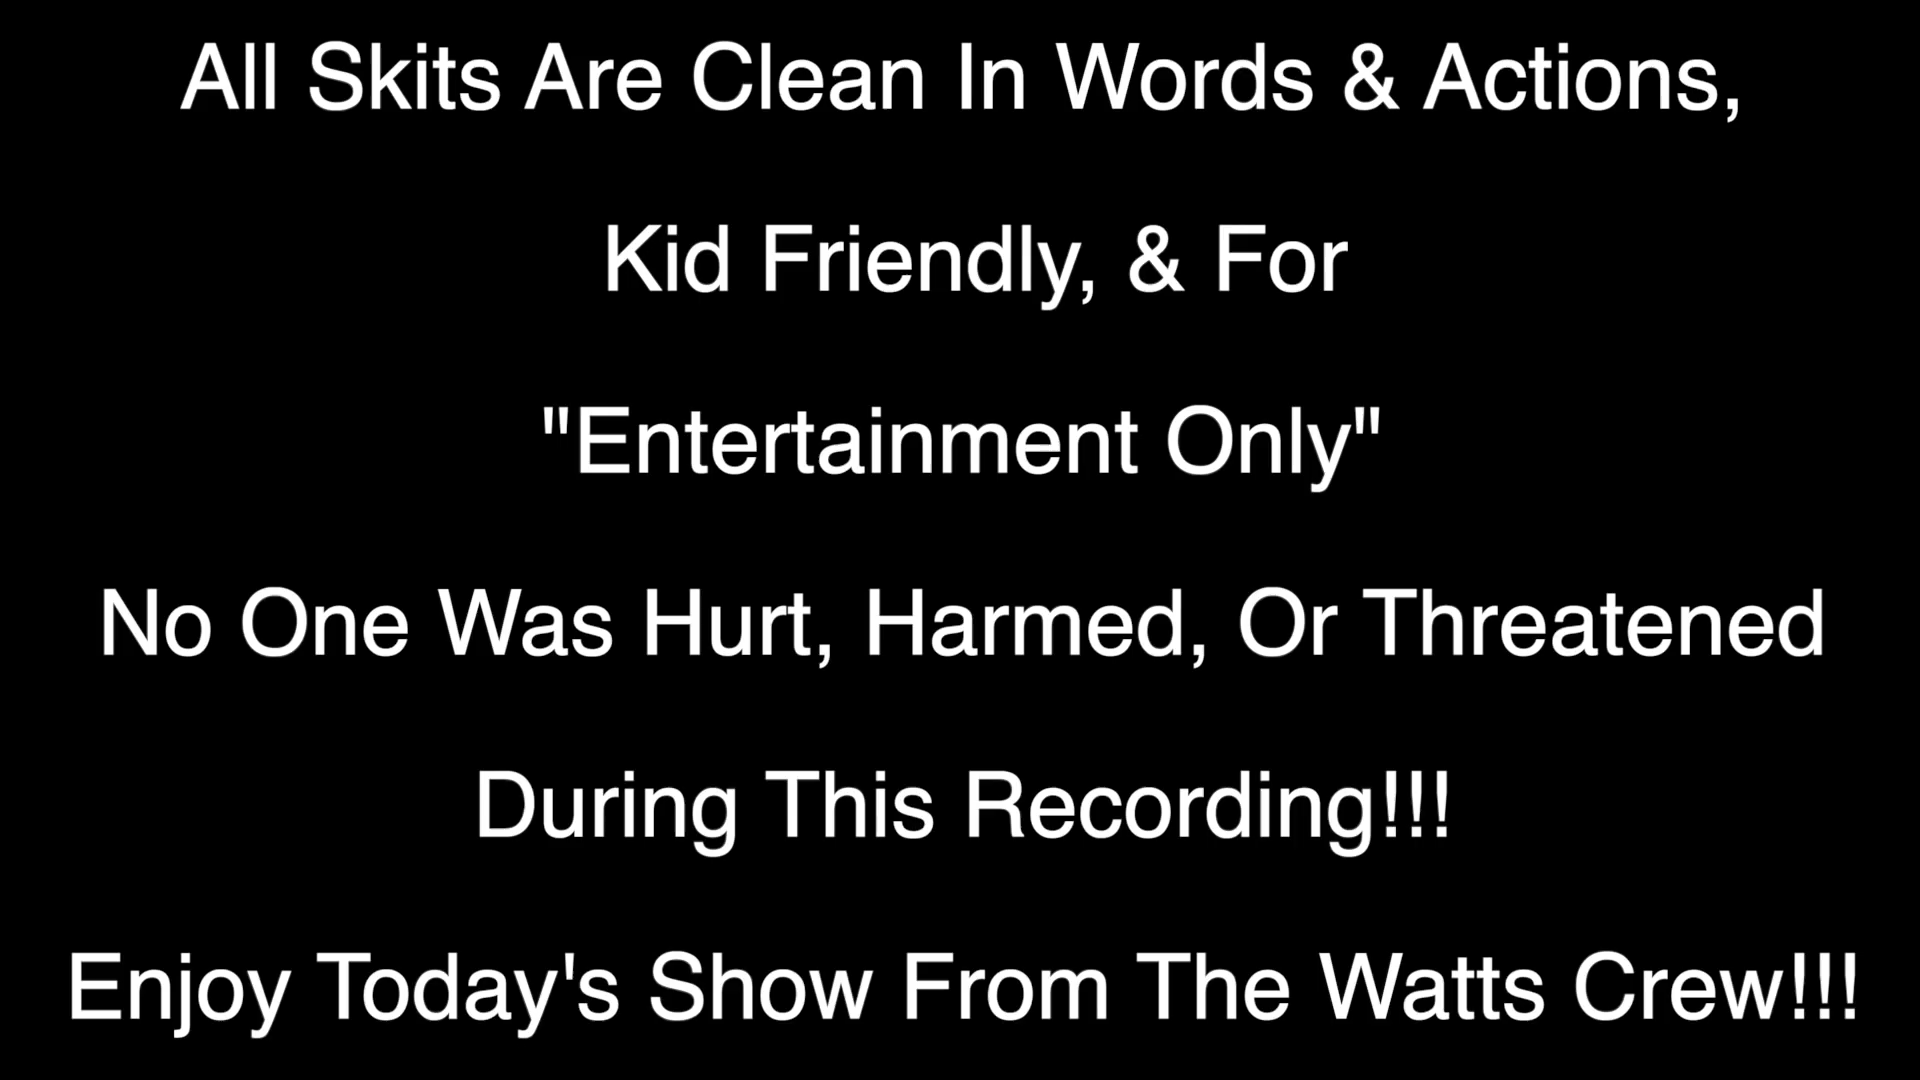 All Skits Are Clean In Words & Actions,
Kid Friendly, & For
"Entertainment Only"
No One Was Hurt, Harmed, Or Threatened
During This Recording!!!
Enjoy Today's Show From The Watts Crew!!!